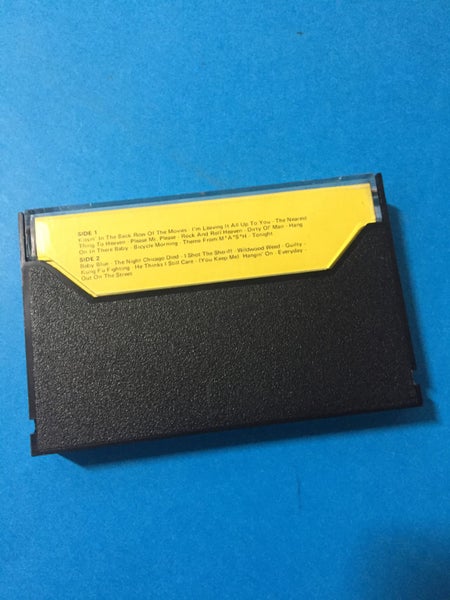 SIDE 1
Kissin' In The Back Row Of The Movies · I'm Leaving It All Up To You · The Nearest
Thing To Heaven · Please Mr. Please · Rock And Roll Heaven · Dirty Ol' Man · Hang
On In There Baby · Bicycle Morning · Theme From M*A*S*H. · Tonight.
SIDE 2
Baby Blue · The Night Chicago Died · I Shot The Sheriff · Wildwood Weed · Guilty ·
Kung Fu Fighting · He Thinks I Still Care · (You Keep Me) Hangin' On · Everyday
Out On The Street